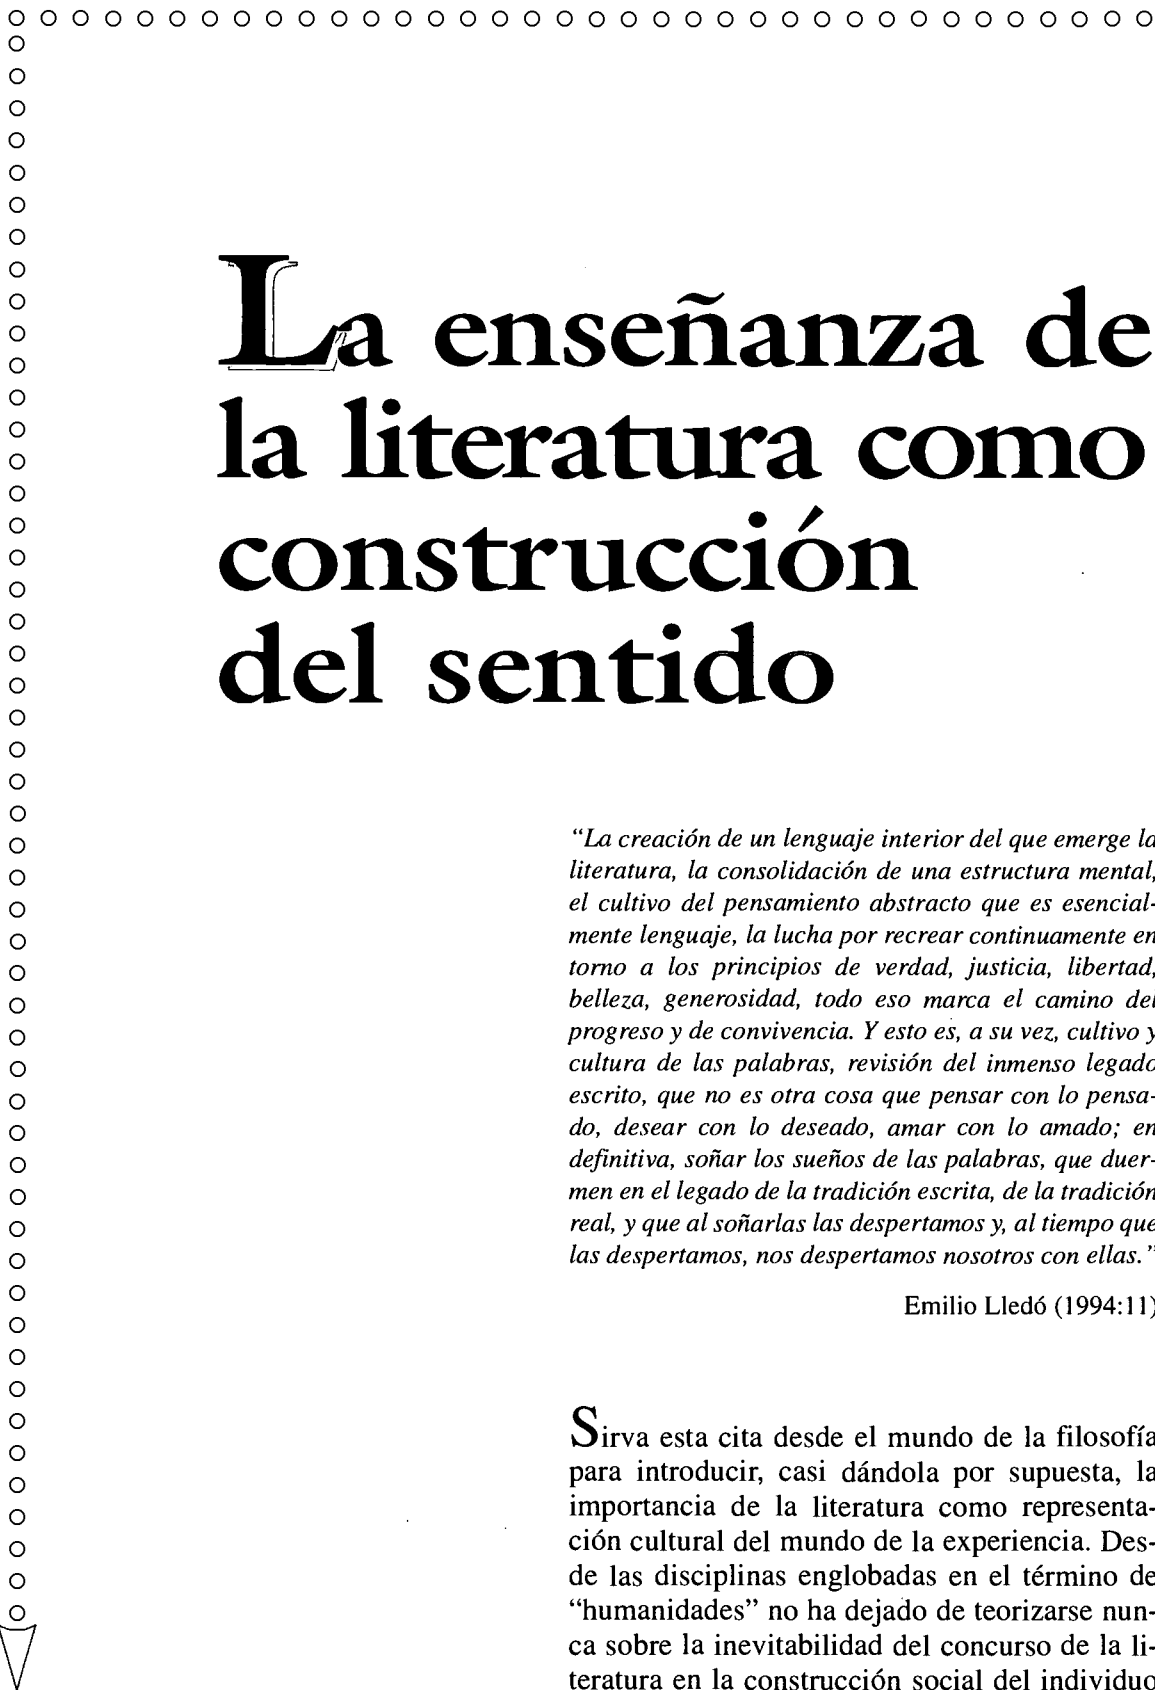 La enseñanza de
la literatura como
construcción
del sentido
“La creación de un lenguaje interior del que emerge la
literatura, la consolidación de una estructura mental,
el cultivo del pensamiento abstracto que es esencial-
mente lenguaje, la lucha por recrear continuamente en
torno a los principios de verdad, justicia, libertad,
belleza, generosidad, todo eso marca el camino del
progreso y de convivencia. Y esto es, a su vez, cultivo y
cultura de las palabras, revisión del inmenso legado
escrito, que no es otra cosa que pensar con lo pensa-
do, desear con lo deseado, amar con lo amado; en
definitiva, soñar los sueños de las palabras, que duer-
men en el legado de la tradición escrita, de la tradición
real, y que al soñarlas las despertamos y, al tiempo que
las despertamos, nos despertamos nosotros con ellas.”
Emilio Lledó (1994:11)
Sirva esta cita desde el mundo de la filosofía
para introducir, casi dándola por supuesta, la
importancia de la literatura como representa-
ción cultural del mundo de la experiencia. Des-
de las disciplinas englobadas en el término de
“humanidades” no ha dejado de teorizarse nun-
ca sobre la inevitabilidad del concurso de la li-
teratura en la construcción social del individuo